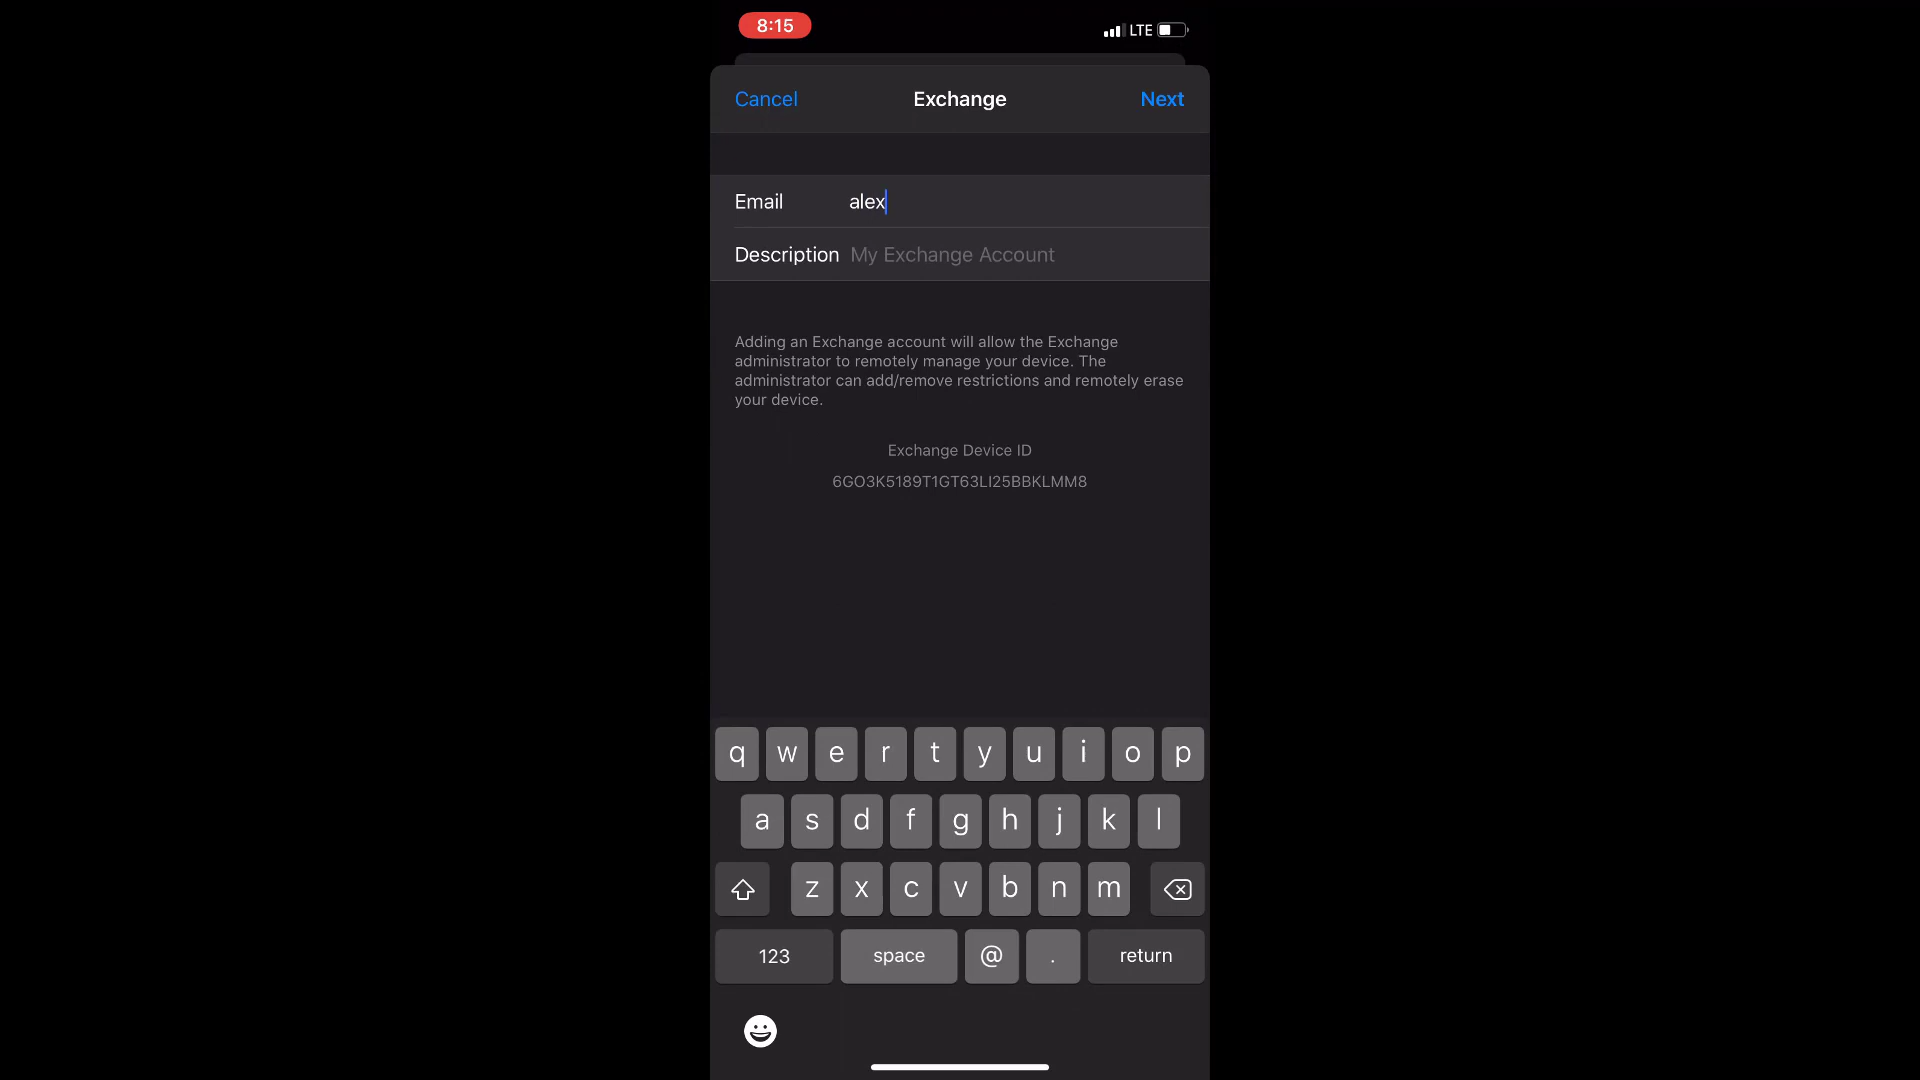 8:15
LTE
Cancel Exchange Next
Email alex
Description My Exchange Account
Adding an Exchange account will allow the Exchange
administrator to remotely manage your device. The
administrator can add/remove restrictions and remotely erase
your device.
Exchange Device ID
6GO3K5189T1GT63LI25BBKLMM8
q w e r t y u i o p
a s d f g h j k l
z x c v b n m
123 space @ . return